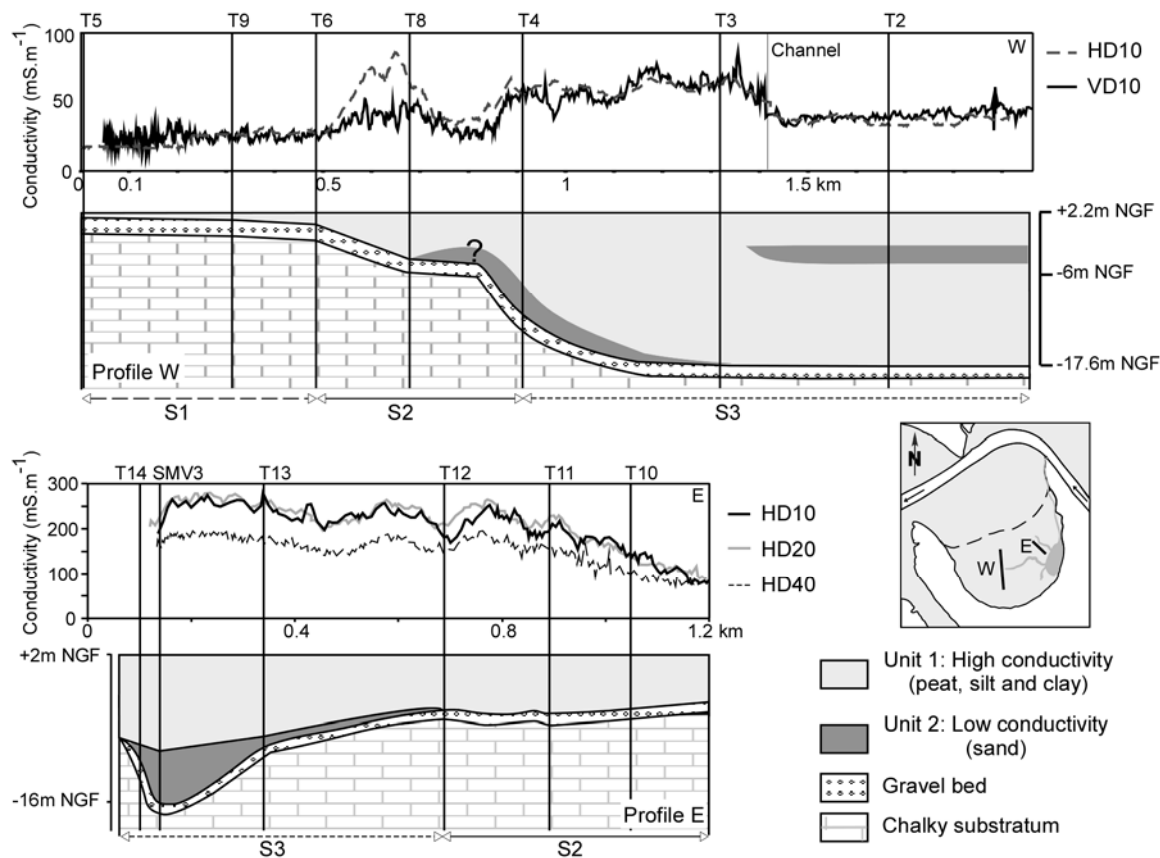 T5 T9 T6 T8 T4 T3 T2
Conductivity (mS.m-1)
100
50
0
Channel
W
HD10
VD10
0 0.1 0.5 1 1.5 km
+2.2m NGF
-6m NGF
-17.6m NGF
?
Profile W
S1 S2 S3
T14 SMV3 T13 T12 T11 T10
Conductivity (mS.m-1)
300
200
100
0
E
HD10
HD20
HD40
0 0.4 0.8 1.2 km
+2m NGF
-16m NGF
Profile E
S3 S2
N
W
E
Unit 1: High conductivity
(peat, silt and clay)
Unit 2: Low conductivity
(sand)
Gravel bed
Chalky substratum